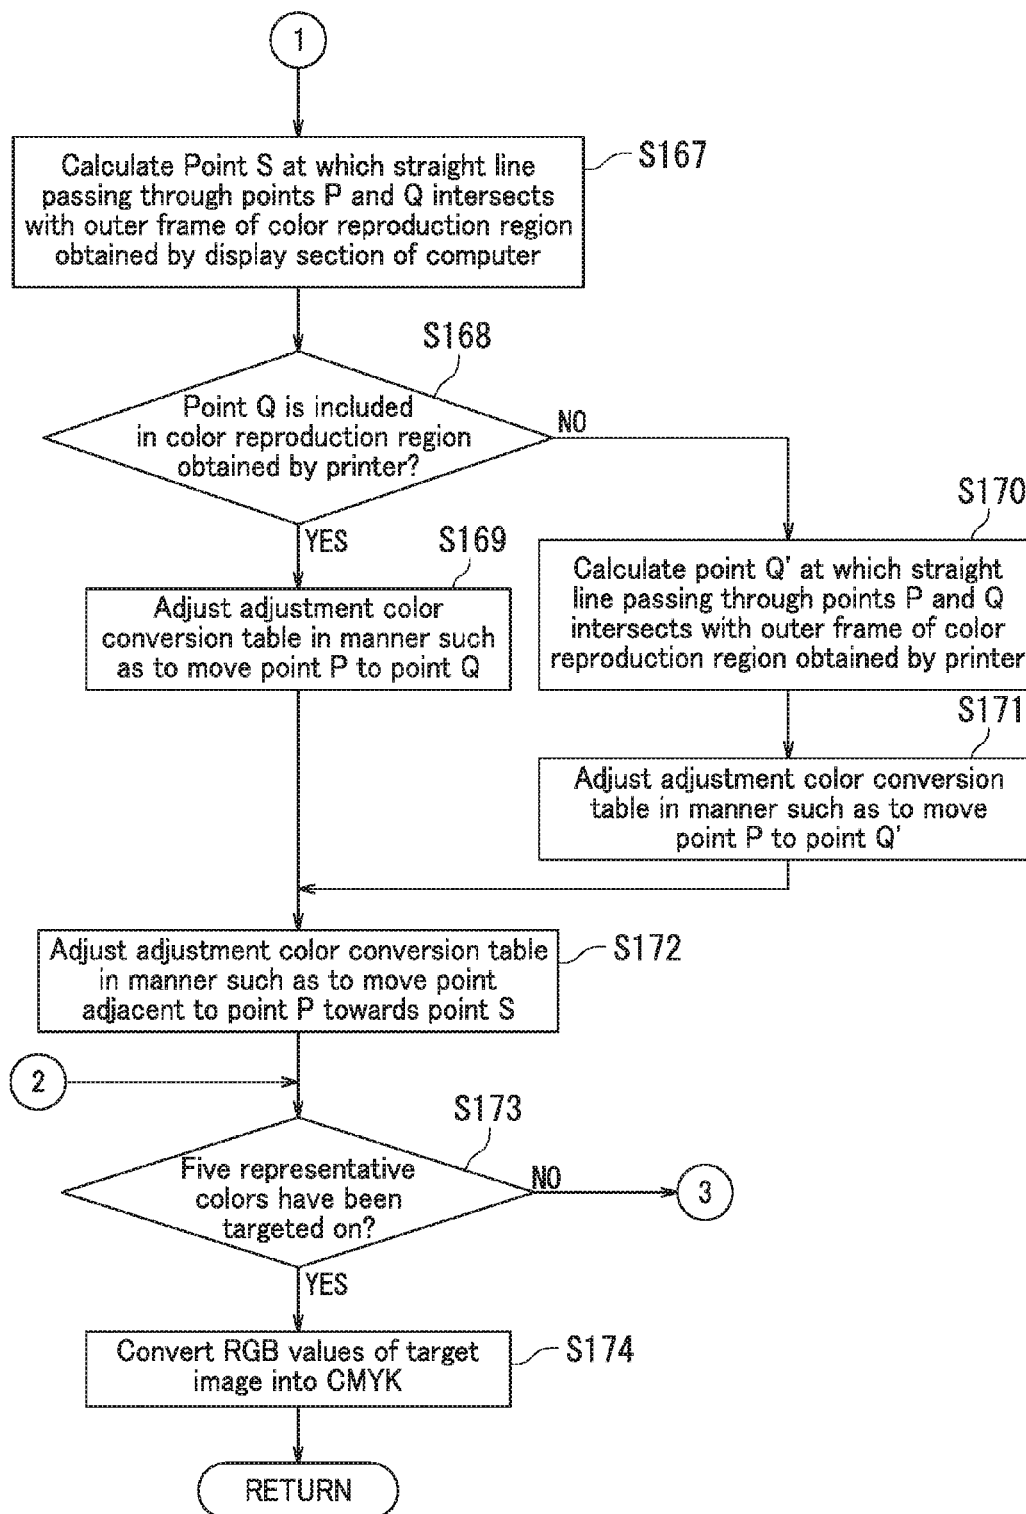 1
Calculate Point S at which straight line
passing through points P and Q intersects
with outer frame of color reproduction region
obtained by display section of computer
S167
S168
Point Q is included
in color reproduction region
obtained by printer?
NO
YES
S169
Adjust adjustment color
conversion table in manner such
as to move point P to point Q
S170
Calculate point Q' at which straight
line passing through points P and Q
intersects with outer frame of color
reproduction region obtained by printer
S171
Adjust adjustment color conversion
table in manner such as to move
point P to point Q'
Adjust adjustment color conversion table
in manner such as to move point
adjacent to point P towards point S
S172
2
S173
Five representative
colors have been
targeted on?
NO
3
YES
Convert RGB values of target
image into CMYK
S174
RETURN